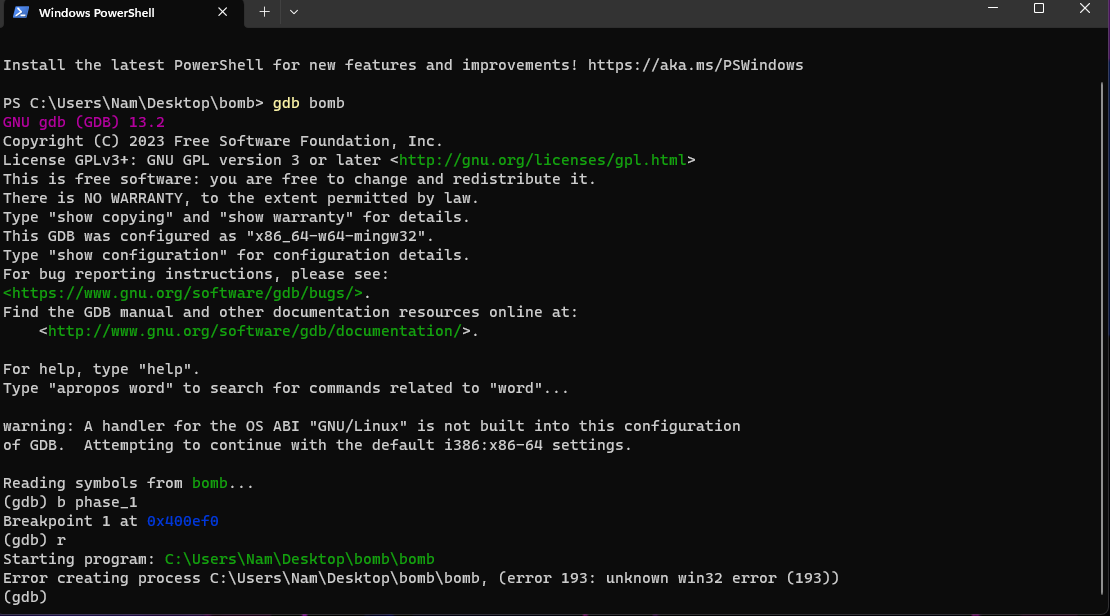 Windows PowerShell
Install the latest PowerShell for new features and improvements! https://aka.ms/PSWindows
PS C:\Users\Nam\Desktop\bomb> gdb bomb
GNU gdb (GDB) 13.2
Copyright (C) 2023 Free Software Foundation, Inc.
License GPLv3+: GNU GPL version 3 or later <http://gnu.org/licenses/gpl.html>
This is free software: you are free to change and redistribute it.
There is NO WARRANTY, to the extent permitted by law.
Type "show copying" and "show warranty" for details.
This GDB was configured as "x86_64-w64-mingw32".
Type "show configuration" for configuration details.
For bug reporting instructions, please see:
<https://www.gnu.org/software/gdb/bugs/>.
Find the GDB manual and other documentation resources online at:
    <http://www.gnu.org/software/gdb/documentation/>.
For help, type "help".
Type "apropos word" to search for commands related to "word"...
warning: A handler for the OS ABI "GNU/Linux" is not built into this configuration
of GDB.  Attempting to continue with the default i386:x86-64 settings.
Reading symbols from bomb...
(gdb) b phase_1
Breakpoint 1 at 0x400ef0
(gdb) r
Starting program: C:\Users\Nam\Desktop\bomb\bomb
Error creating process C:\Users\Nam\Desktop\bomb\bomb, (error 193: unknown win32 error (193))
(gdb)